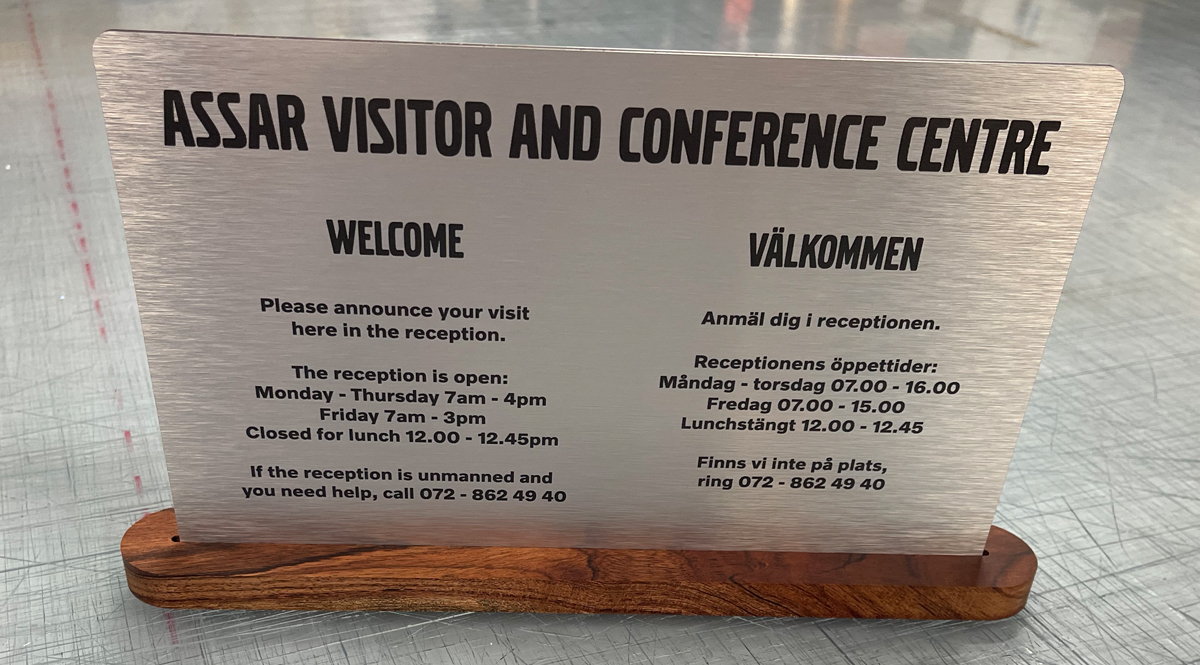 ASSAR VISITOR AND CONFERENCE CENTRE
WELCOME
Please announce your visit
here in the reception.
The reception is open:
Monday - Thursday 7am - 4pm
Friday 7am - 3pm
Closed for lunch 12.00 - 12.45pm
If the reception is unmanned and
you need help, call 072 - 862 49 40
VÄLKOMMEN
Anmäl dig i receptionen.
Receptionens öppettider:
Måndag - torsdag 07.00 - 16.00
Fredag 07.00 - 15.00
Lunchstängt 12.00 - 12.45
Finns vi inte på plats,
ring 072 - 862 49 40